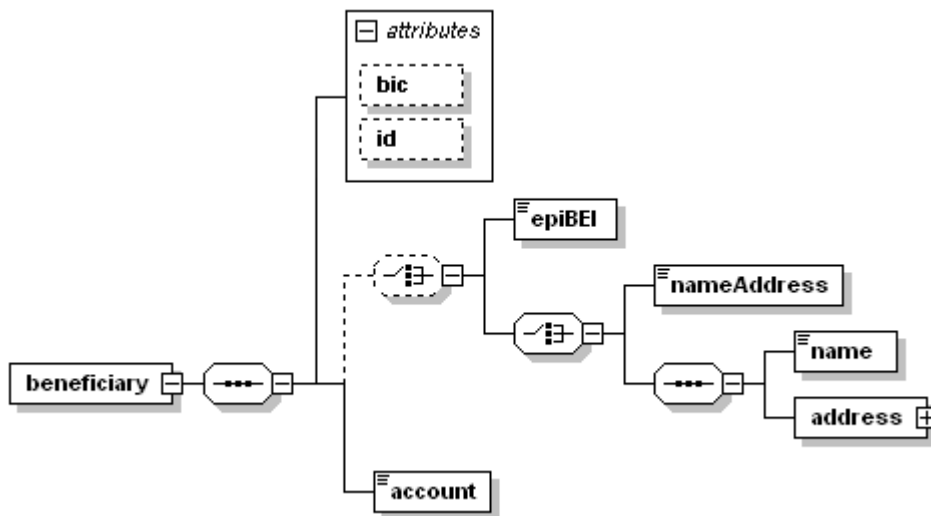 attributes
bic
id
epiBEI
nameAddress
name
beneficiary
address
account